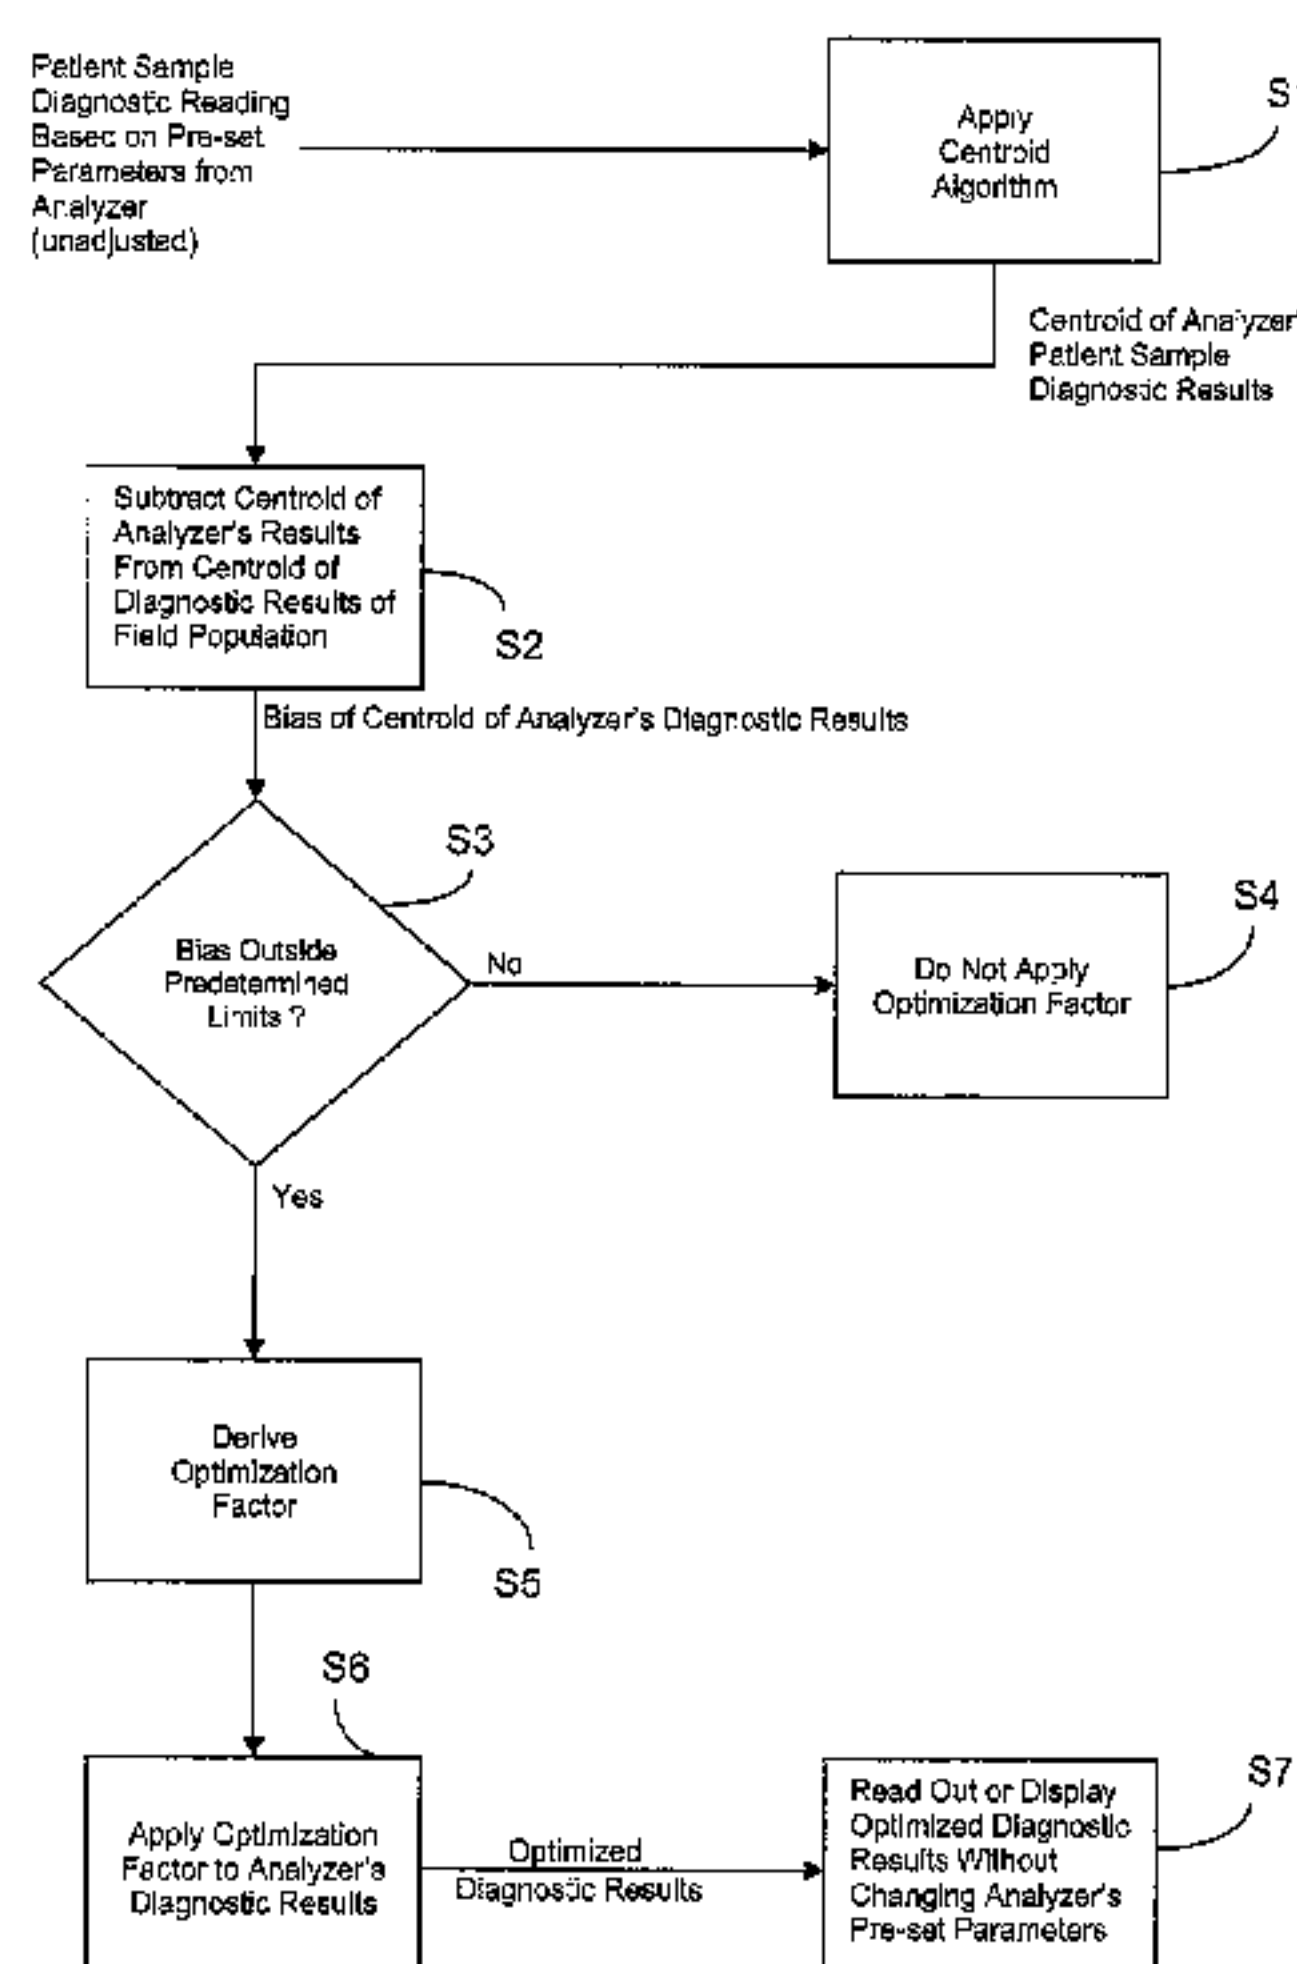 Patient Sample
Diagnostic Reading
Based on Pre-set
Parameters from
Analyzer
(unadjusted)
Apply
Centroid
Algorithm
Centroid of Analyzer'
Patient Sample
Diagnostic Results
Subtract Centroid of
Analyzer's Results
From Centroid of
Diagnostic Results of
Field Population
S2
Bias of Centroid of Analyzer's Diagnostic Results
S3
Bias Outside
Predetermined
Limits ?
No
S4
Do Not Apply
Optimization Factor
Yes
Derive
Optimization
Factor
S5
S6
Apply Optimization
Factor to Analyzer's
Diagnostic Results
Optimized
Diagnostic Results
S7
Read Out or Display
Optimized Diagnostic
Results Without
Changing Analyzer's
Pre-set Parameters